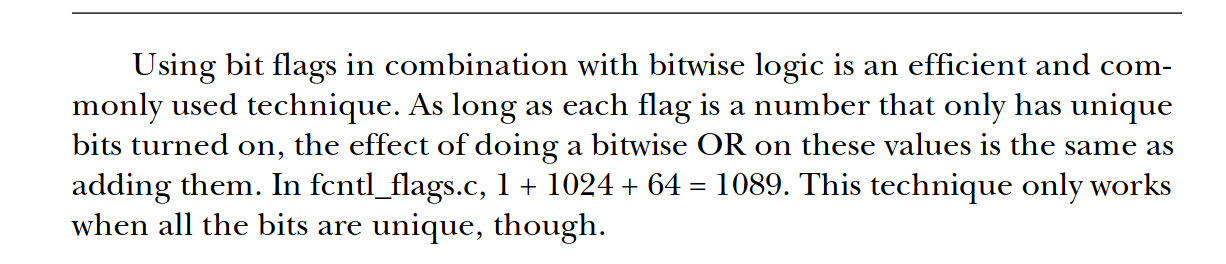 Using bit flags in combination with bitwise logic is an efficient and com-
monly used technique. As long as each flag is a number that only has unique
bits turned on, the effect of doing a bitwise OR on these values is the same as
adding them. In fcntl_flags.c, 1 + 1024 + 64 = 1089. This technique only works
when all the bits are unique, though.